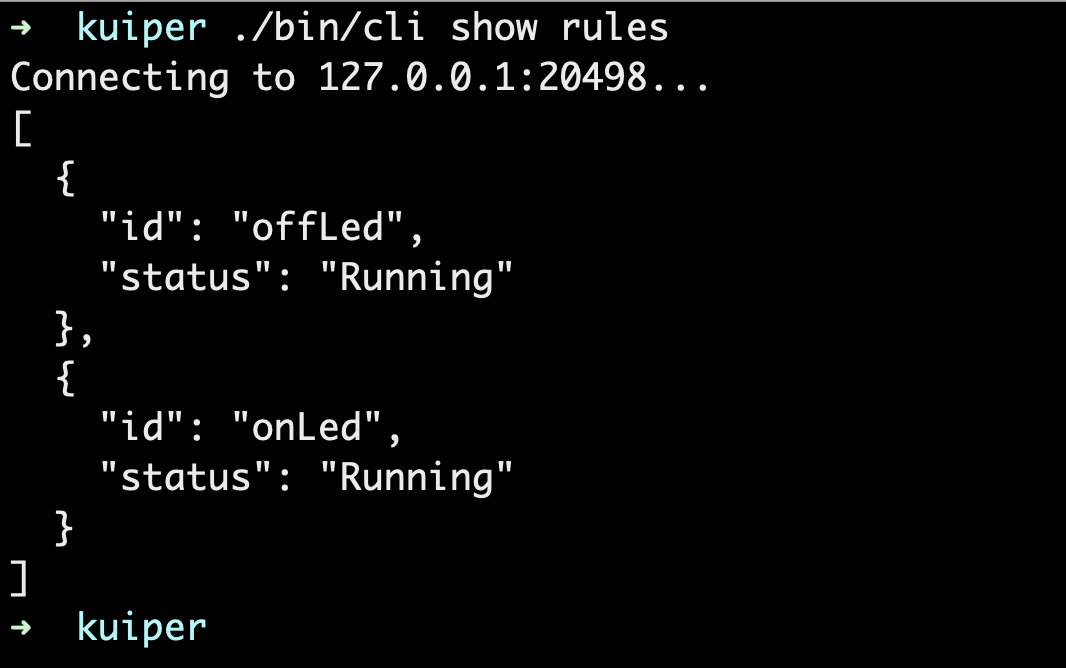 ➜  kuiper ./bin/cli show rules
Connecting to 127.0.0.1:20498...
[
  {
    "id": "offLed",
    "status": "Running"
  },
  {
    "id": "onLed",
    "status": "Running"
  }
]
➜  kuiper